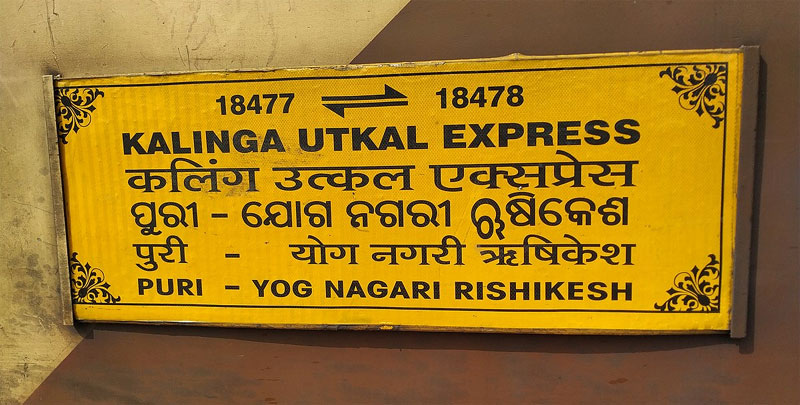 18477 ⇌ 18478
KALINGA UTKAL EXPRESS
कलिंग उत्कल एक्सप्रेस
ପୁରୀ - ଯୋଗ ନଗରୀ ଋଷିକେଶ
पुरी - योग नगरी ऋषिकेश
PURI - YOG NAGARI RISHIKESH